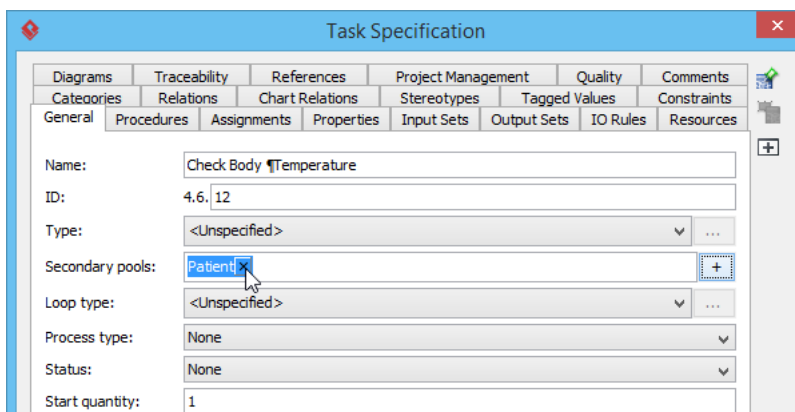 Task Specification
Diagrams Traceability References Project Management Quality Comments
Categories Relations Chart Relations Stereotypes Tagged Values Constraints
General Procedures Assignments Properties Input Sets Output Sets IO Rules Resources
Name: Check Body ¶Temperature
ID: 4.6. 12
Type: <Unspecified> ...
Secondary pools: Patient × +
Loop type: <Unspecified> ...
Process type: None
Status: None
Start quantity: 1